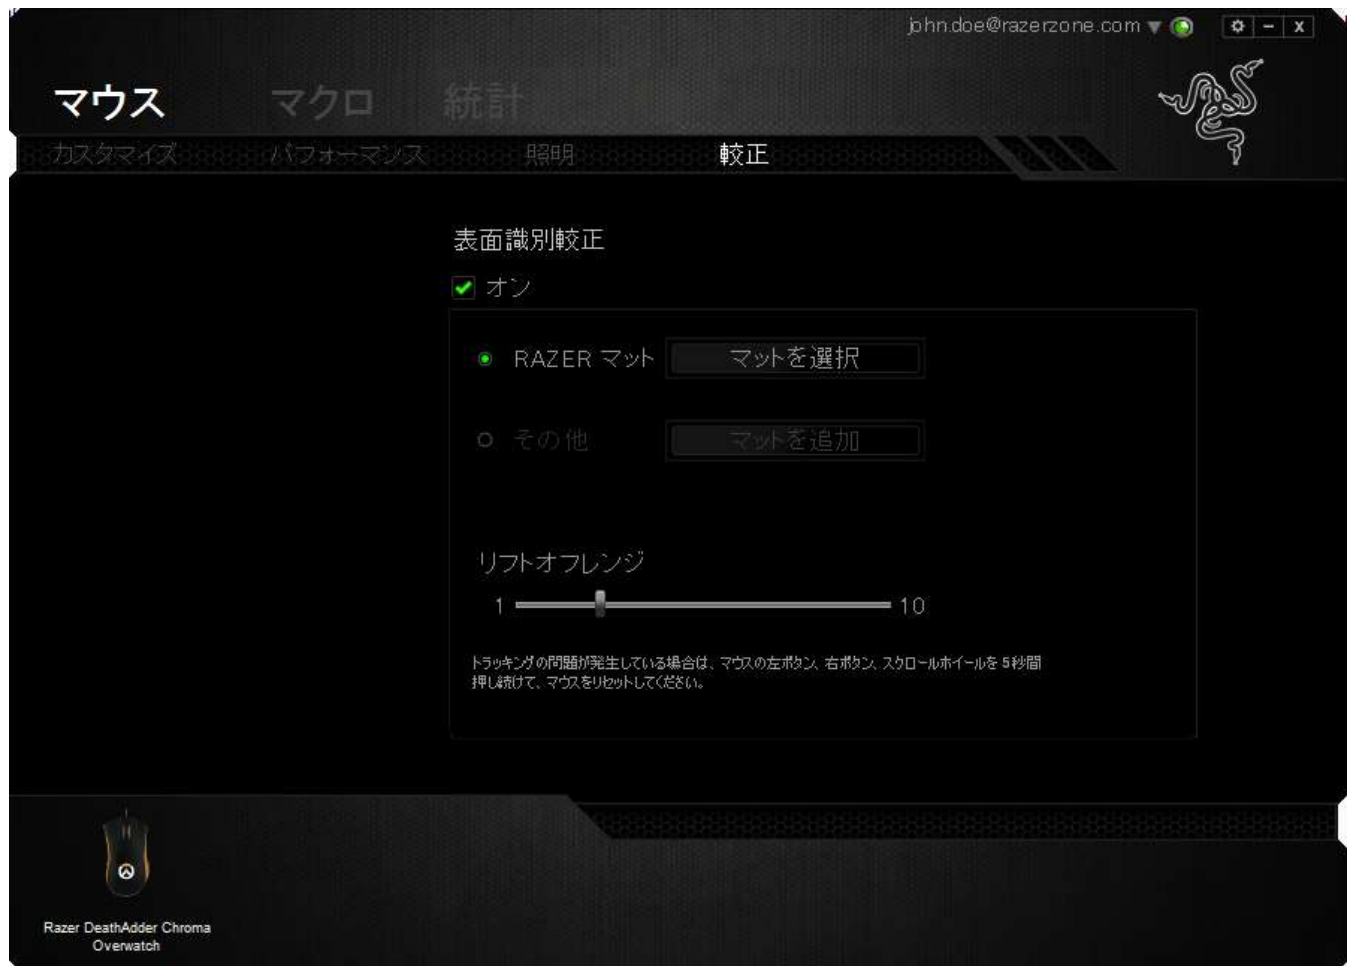 john.doe@razerzone.com
マウス マクロ 統計
カスタマイズ パフォーマンス 照明 較正
表面識別較正
オン
RAZER マット マットを選択
その他 マットを追加
リフトオフレンジ
1 10
トラッキングの問題が発生している場合は、マウスの左ボタン、右ボタン、スクロールホイールを 5 秒間
押し続けて、マウスをリセットしてください。
Razer DeathAdder Chroma
Overwatch